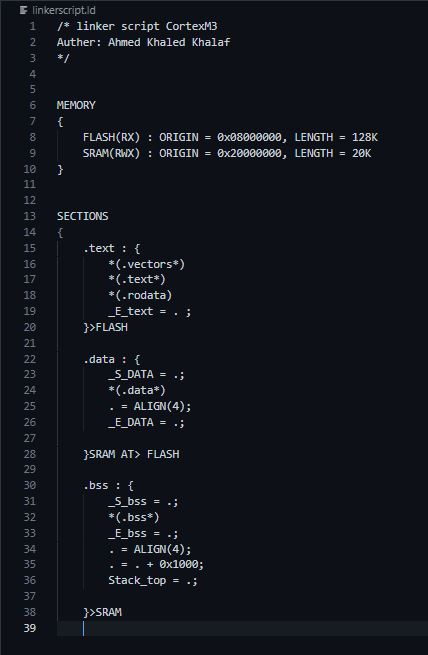 linkerscript.ld
1 /* linker script CortexM3
2 Auther: Ahmed Khaled Khalaf
3 */
4
5
6 MEMORY
7 {
8 FLASH(RX) : ORIGIN = 0x08000000, LENGTH = 128K
9 SRAM(RWX) : ORIGIN = 0x20000000, LENGTH = 20K
10 }
11
12
13 SECTIONS
14 {
15 .text : {
16 *(.vectors*)
17 *(.text*)
18 *(.rodata)
19 _E_text = . ;
20 }>FLASH
21
22 .data : {
23 _S_DATA = .;
24 *(.data*)
25 . = ALIGN(4);
26 _E_DATA = .;
27
28 }SRAM AT> FLASH
29
30 .bss : {
31 _S_bss = .;
32 *(.bss*)
33 _E_bss = .;
34 . = ALIGN(4);
35 . = . + 0x1000;
36 Stack_top = .;
37
38 }>SRAM
39